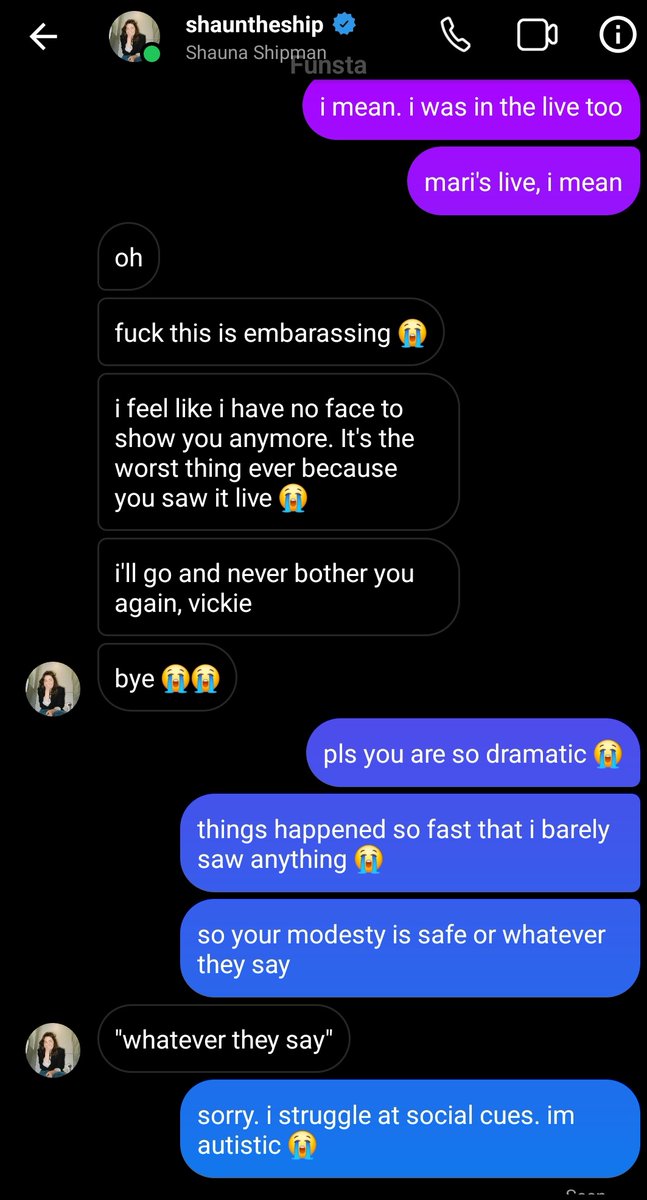 shauntheship
Shauna Shipman
Funsta
i mean. i was in the live too
mari's live, i mean
oh
fuck this is embarassing 😭
i feel like i have no face to
show you anymore. It's the
worst thing ever because
you saw it live 😭
i'll go and never bother you
again, vickie
bye 😭😭
pls you are so dramatic 😭
things happened so fast that i barely
saw anything 😭
so your modesty is safe or whatever
they say
"whatever they say"
sorry. i struggle at social cues. im
autistic 😭